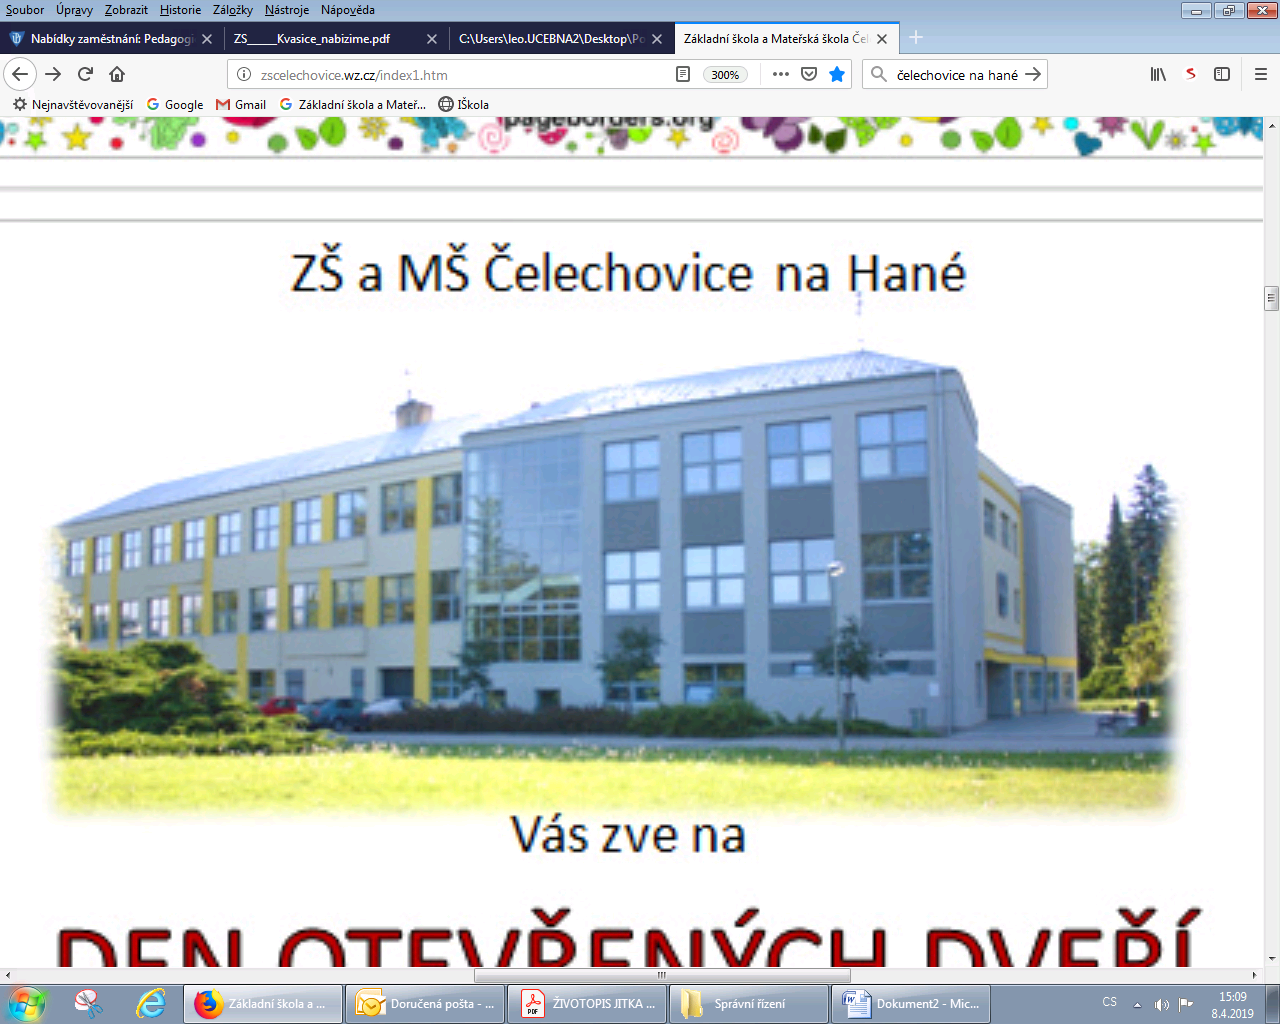 Soubor Úpravy Zobrazit Historie Záložky Nástroje Nápověda
Nabídky zaměstnání: Pedagogi
ZS_____Kvasice_nabizime.pdf
C:\Users\leo.UCEBNA2\Desktop\Po
Základní škola a Mateřská škola Čel
zscelechovice.wz.cz/index1.htm
300%
čelechovice na hané
Nejnavštěvovanější Google Gmail Základní škola a Mateř... IŠkola
pageborders.org
ZŠ a MŠ Čelechovice na Hané
Vás zve na
DEN OTEVŘENÝCH DVEŘÍ
Základní škola a ...
Doručená pošta - ...
ŽIVOTOPIS JITKA ...
Správní řízení
Dokument2 - Mic...
CS
15:09
8.4.2019